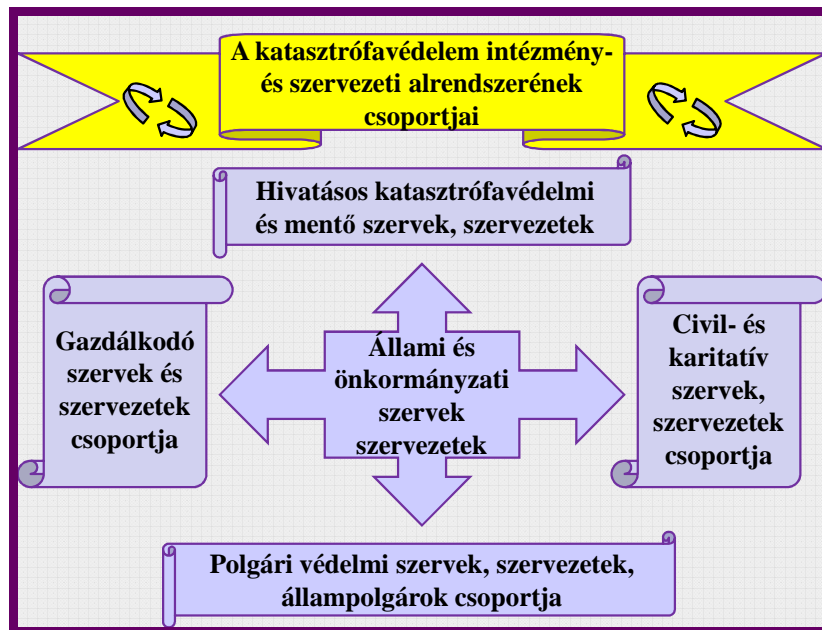 A katasztrófavédelem intézmény-
és szervezeti alrendszerének
csoportjai
Hivatásos katasztrófavédelmi
és mentő szervek, szervezetek
Gazdálkodó
szervek és
szervezetek
csoportja
Állami és
önkormányzati
szervek
szervezetek
Civil- és
karitatív
szervek,
szervezetek
csoportja
Polgári védelmi szervek, szervezetek,
állampolgárok csoportja